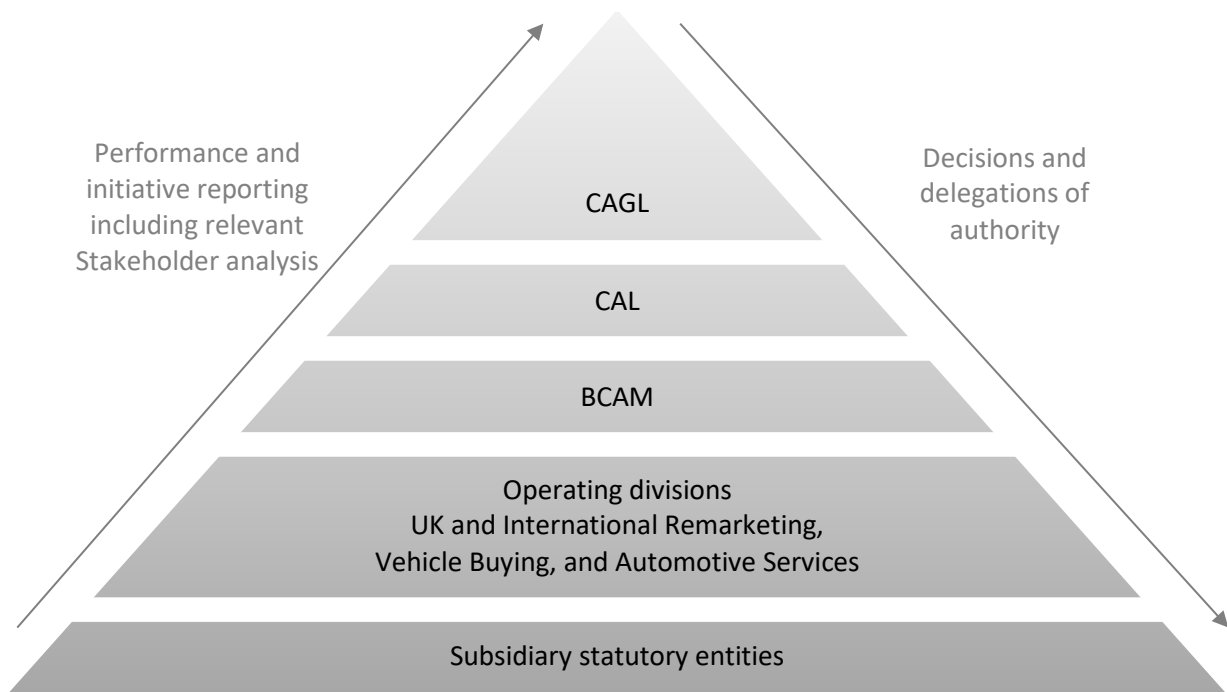 Performance and
initiative reporting
including relevant
Stakeholder analysis
Decisions and
delegations of
authority
CAGL
CAL
BCAM
Operating divisions
UK and International Remarketing,
Vehicle Buying, and Automotive Services
Subsidiary statutory entities